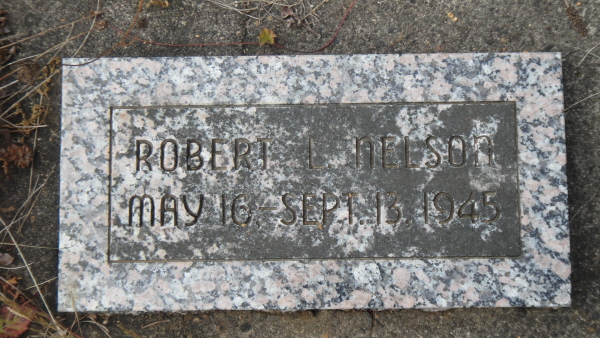 ROBERT L. NELSON
MAY 16.-SEPT. 13, 1945